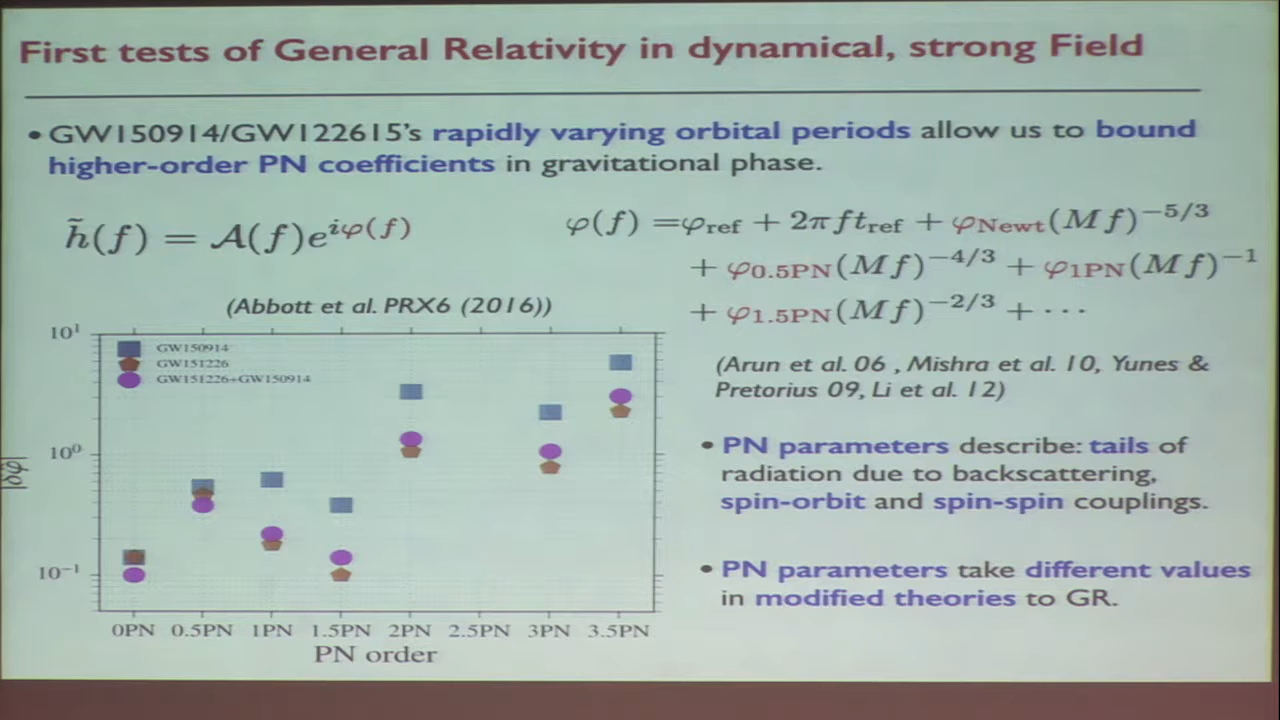 First tests of General Relativity in dynamical, strong Field
• GW150914/GW122615's rapidly varying orbital periods allow us to bound
higher-order PN coefficients in gravitational phase.
h̃(f) = A(f)e^{iφ(f)}
φ(f) =φ_ref + 2πft_ref + φ_Newt(Mf)^{−5/3}
+ φ_0.5PN(Mf)^{−4/3} + φ_1PN(Mf)^{−1}
+ φ_1.5PN(Mf)^{−2/3} + ⋯
(Abbott et al. PRX6 (2016))
10¹
GW150914
GW151226
GW151226+GW150914
10⁰
|δφ̂|
10⁻¹
0PN 0.5PN 1PN 1.5PN 2PN 2.5PN 3PN 3.5PN
PN order
(Arun et al. 06 , Mishra et al. 10, Yunes &
Pretorius 09, Li et al. 12)
• PN parameters describe: tails of
radiation due to backscattering,
spin-orbit and spin-spin couplings.
• PN parameters take different values
in modified theories to GR.